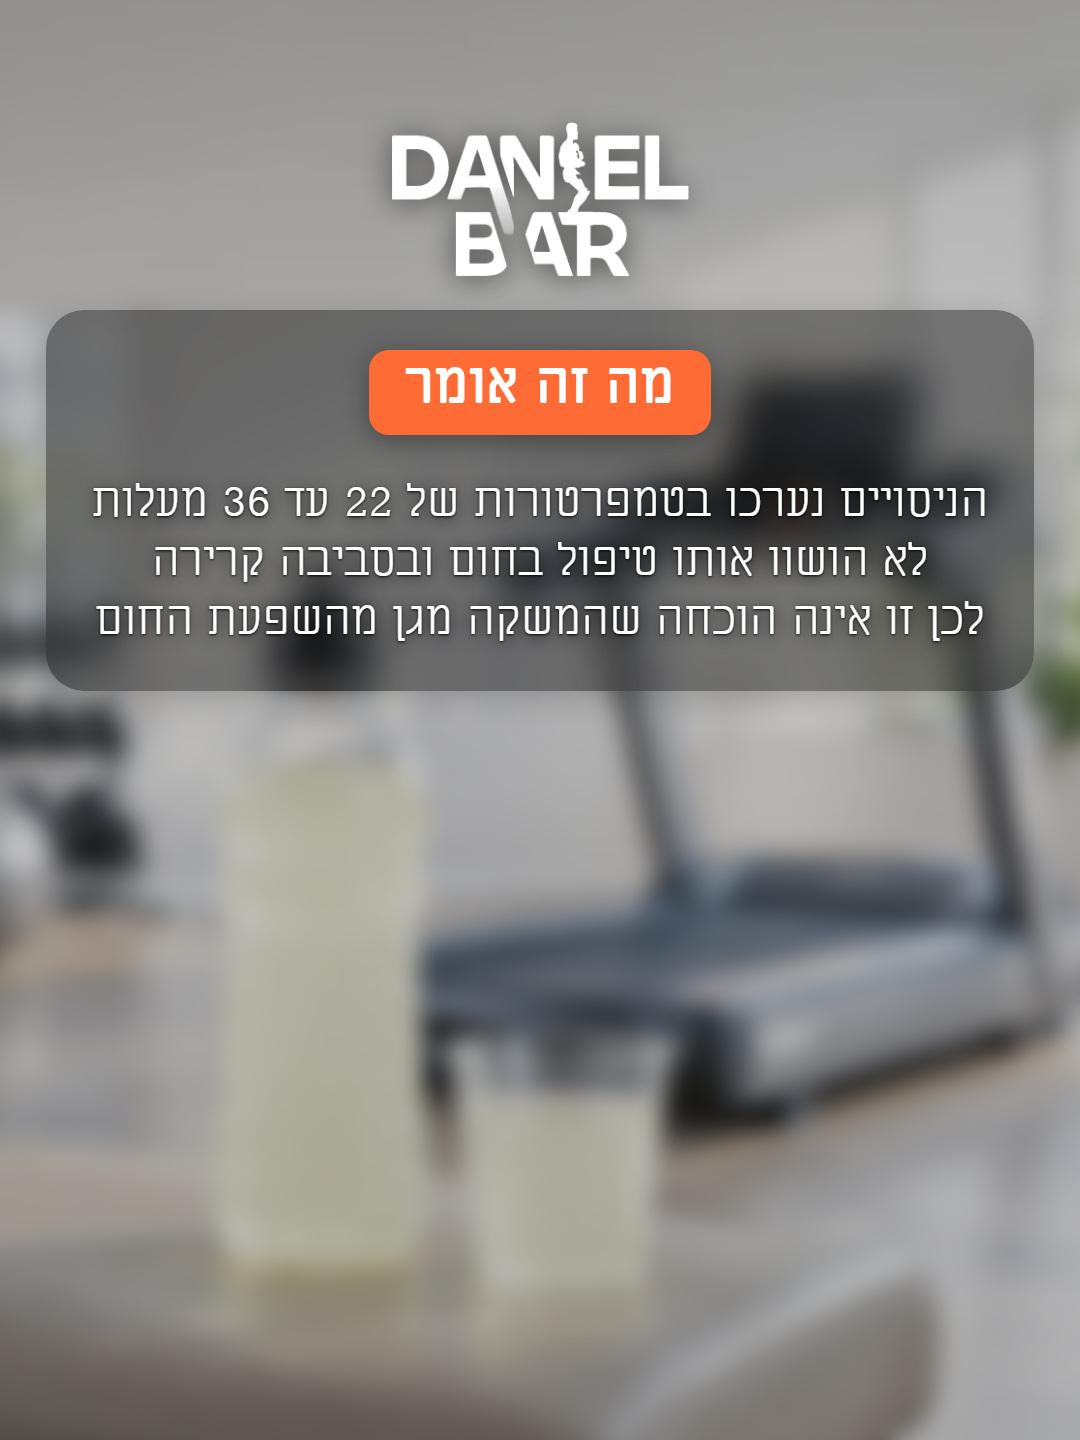 DANIEL
BAR
מה זה אומר
הניסויים נערכו בטמפרטורות של 22 עד 36 מעלות
לא הושוו אותו טיפול בחום ובסביבה קרירה
לכן זו אינה הוכחה שהמשקה מגן מהשפעת החום